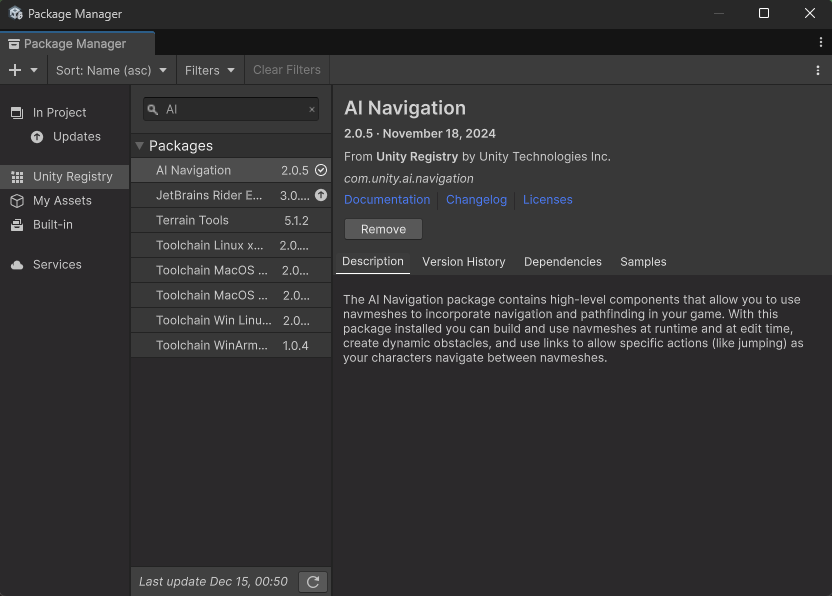 Package Manager
Package Manager
Sort: Name (asc)
Filters
Clear Filters
In Project
Updates
Unity Registry
My Assets
Built-in
Services
AI
Packages
AI Navigation 2.0.5
JetBrains Rider E... 3.0....
Terrain Tools 5.1.2
Toolchain Linux x... 2.0....
Toolchain MacOS ... 2.0...
Toolchain MacOS ... 2.0...
Toolchain Win Linu... 2.0...
Toolchain WinArm... 1.0.4
Last update Dec 15, 00:50
AI Navigation
2.0.5 · November 18, 2024
From Unity Registry by Unity Technologies Inc.
com.unity.ai.navigation
Documentation Changelog Licenses
Remove
Description Version History Dependencies Samples
The AI Navigation package contains high-level components that allow you to use
navmeshes to incorporate navigation and pathfinding in your game. With this
package installed you can build and use navmeshes at runtime and at edit time,
create dynamic obstacles, and use links to allow specific actions (like jumping) as
your characters navigate between navmeshes.